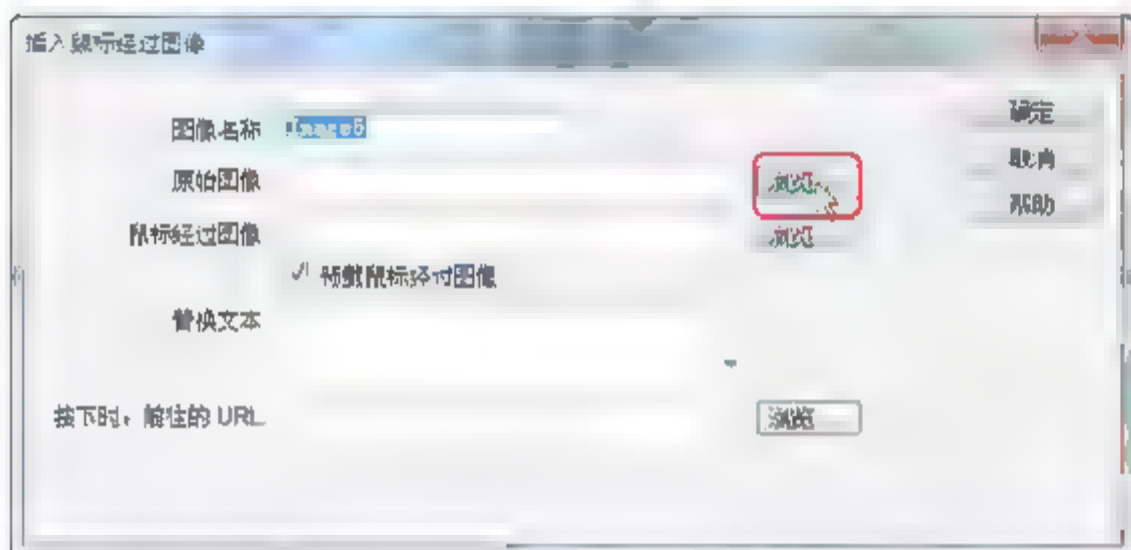 插入鼠标经过图像
图像名称 Image6
确定
原始图像 浏览
取消
鼠标经过图像 浏览
帮助
✓ 预载鼠标经过图像
替换文本
按下时，前往的 URL 浏览